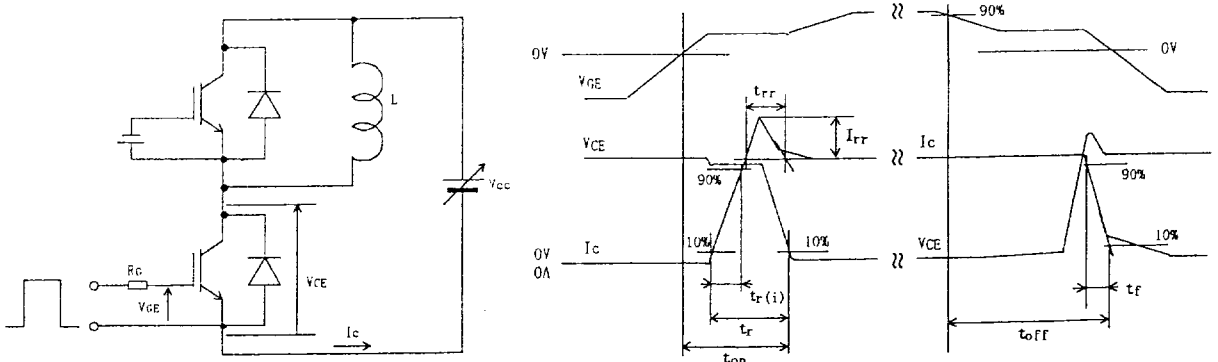 L
Vcc
RG
VGE
VCE
Ic
0V
VGE
trr
Irr
VCE
90%
Ic
10%
10%
0V
0A
tr(i)
tr
ton
90%
0V
Ic
90%
VCE
10%
tf
toff